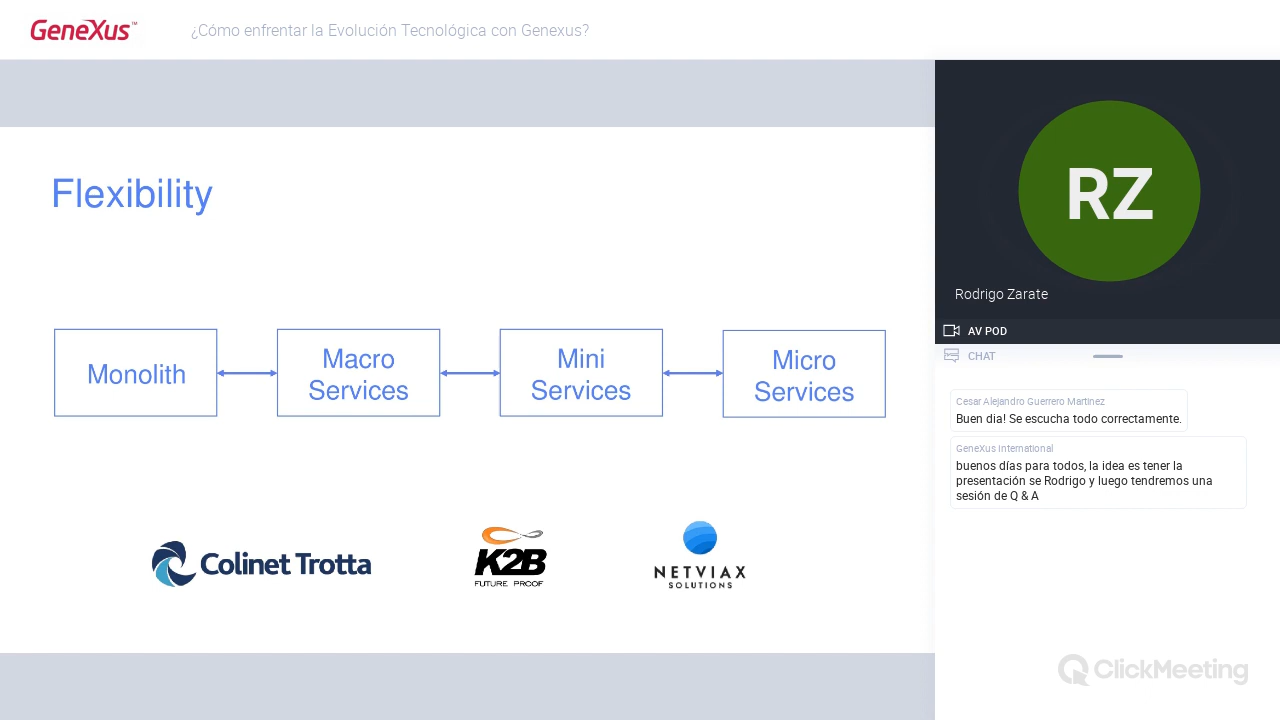 GeneXus™
¿Cómo enfrentar la Evolución Tecnológica con Genexus?
Flexibility
Monolith
Macro
Services
Mini
Services
Micro
Services
Colinet Trotta
K2B
FUTURE PROOF
NETVIAX
SOLUTIONS
RZ
Rodrigo Zarate
AV POD
CHAT
Cesar Alejandro Guerrero Martinez
Buen dia! Se escucha todo correctamente.
GeneXus International
buenos días para todos, la idea es tener la
presentación se Rodrigo y luego tendremos una
sesión de Q & A
ClickMeeting